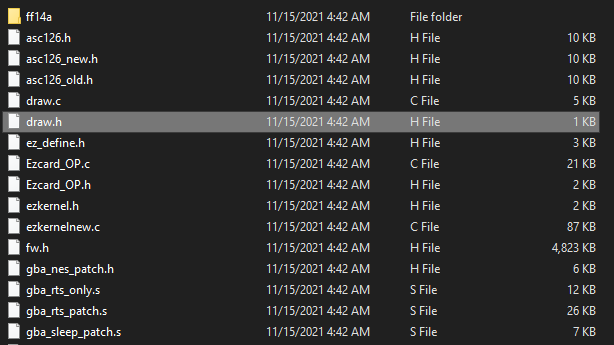 ff14a 11/15/2021 4:42 AM File folder
asc126.h 11/15/2021 4:42 AM H File 10 KB
asc126_new.h 11/15/2021 4:42 AM H File 10 KB
asc126_old.h 11/15/2021 4:42 AM H File 10 KB
draw.c 11/15/2021 4:42 AM C File 5 KB
draw.h 11/15/2021 4:42 AM H File 1 KB
ez_define.h 11/15/2021 4:42 AM H File 3 KB
Ezcard_OP.c 11/15/2021 4:42 AM C File 21 KB
Ezcard_OP.h 11/15/2021 4:42 AM H File 2 KB
ezkernel.h 11/15/2021 4:42 AM H File 2 KB
ezkernelnew.c 11/15/2021 4:42 AM C File 87 KB
fw.h 11/15/2021 4:42 AM H File 4,823 KB
gba_nes_patch.h 11/15/2021 4:42 AM H File 6 KB
gba_rts_only.s 11/15/2021 4:42 AM S File 12 KB
gba_rts_patch.s 11/15/2021 4:42 AM S File 26 KB
gba_sleep_patch.s 11/15/2021 4:42 AM S File 7 KB